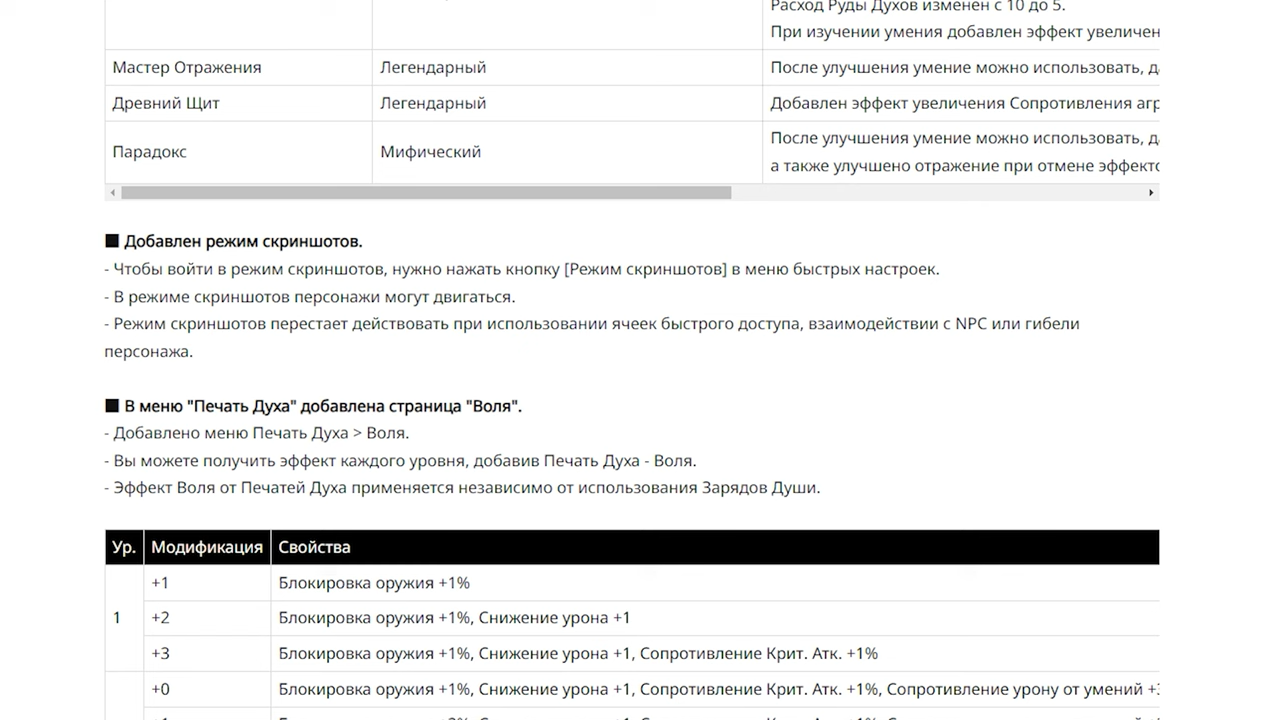 Расход Руды Духов изменен с 10 до 5.
При изучении умения добавлен эффект
Мастер Отражения Легендарный После улучшения умение можно использовать,
Древний Щит Легендарный Добавлен эффект увеличения Сопротивления
После улучшения умение можно использовать,
Парадокс Мифический
а также улучшено отражение при отмене
■ Добавлен режим скриншотов.
- Чтобы войти в режим скриншотов, нужно нажать кнопку [Режим скриншотов] в меню быстрых настроек.
- В режиме скриншотов персонажи могут двигаться.
- Режим скриншотов перестает действовать при использовании ячеек быстрого доступа, взаимодействии с NPC или гибели
персонажа.
■ В меню "Печать Духа" добавлена страница "Воля".
- Добавлено меню Печать Духа > Воля.
- Вы можете получить эффект каждого уровня, добавив Печать Духа - Воля.
- Эффект Воля от Печатей Духа применяется независимо от использования Зарядов Души.
Ур. Модификация Свойства
+1 Блокировка оружия +1%
1 +2 Блокировка оружия +1%, Снижение урона +1
+3 Блокировка оружия +1%, Снижение урона +1, Сопротивление Крит. Атк. +1%
+0 Блокировка оружия +1%, Снижение урона +1, Сопротивление Крит. Атк. +1%, Сопротивление урону от умений